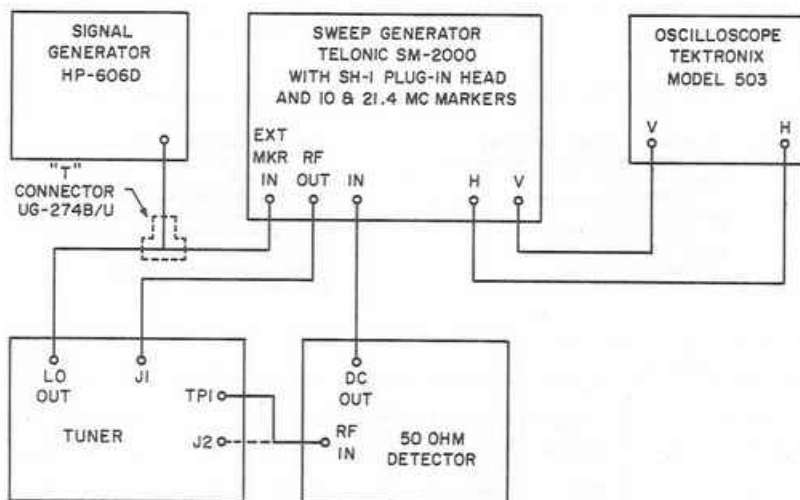 SIGNAL
GENERATOR
HP-606D
SWEEP GENERATOR
TELONIC SM-2000
WITH SH-1 PLUG-IN HEAD
AND 10 & 21.4 MC MARKERS
OSCILLOSCOPE
TEKTRONIX
MODEL 503
EXT
MKR
IN
RF
OUT
IN
H
V
V
H
"T"
CONNECTOR
UG-274B/U
LO
OUT
J1
TP1
J2
TUNER
DC
OUT
RF
IN
50 OHM
DETECTOR